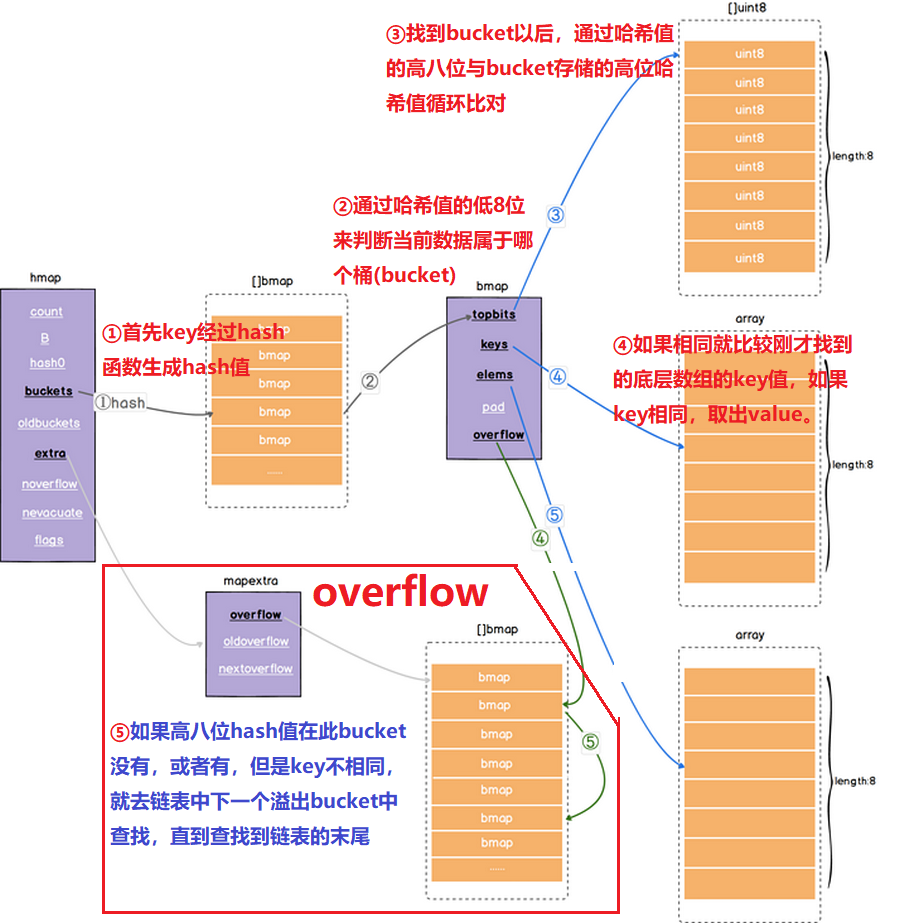 []uint8
③找到bucket以后，通过哈希值
的高八位与bucket存储的高位哈
希值循环比对
uint8
uint8
uint8
uint8
uint8
uint8
uint8
uint8
length:8
③
②通过哈希值的低8位
来判断当前数据属于哪
个桶(bucket)
hmap
count
B
hash0
buckets
oldbuckets
extra
noverflow
nevacuate
flags
①hash
[]bmap
①首先key经过hash
函数生成hash值
bmap
bmap
bmap
bmap
bmap
......
②
bmap
topbits
keys
elems
pad
overflow
④
⑤
④
array
④如果相同就比较刚才找到
的底层数组的key值，如果
key相同，取出value。
length:8
mapextra
overflow
oldoverflow
nextoverflow
overflow
[]bmap
bmap
bmap
bmap
bmap
bmap
bmap
bmap
......
⑤
⑤如果高八位hash值在此bucket
没有，或者有，但是key不相同，
就去链表中下一个溢出bucket中
查找，直到查找到链表的末尾
array
length:8